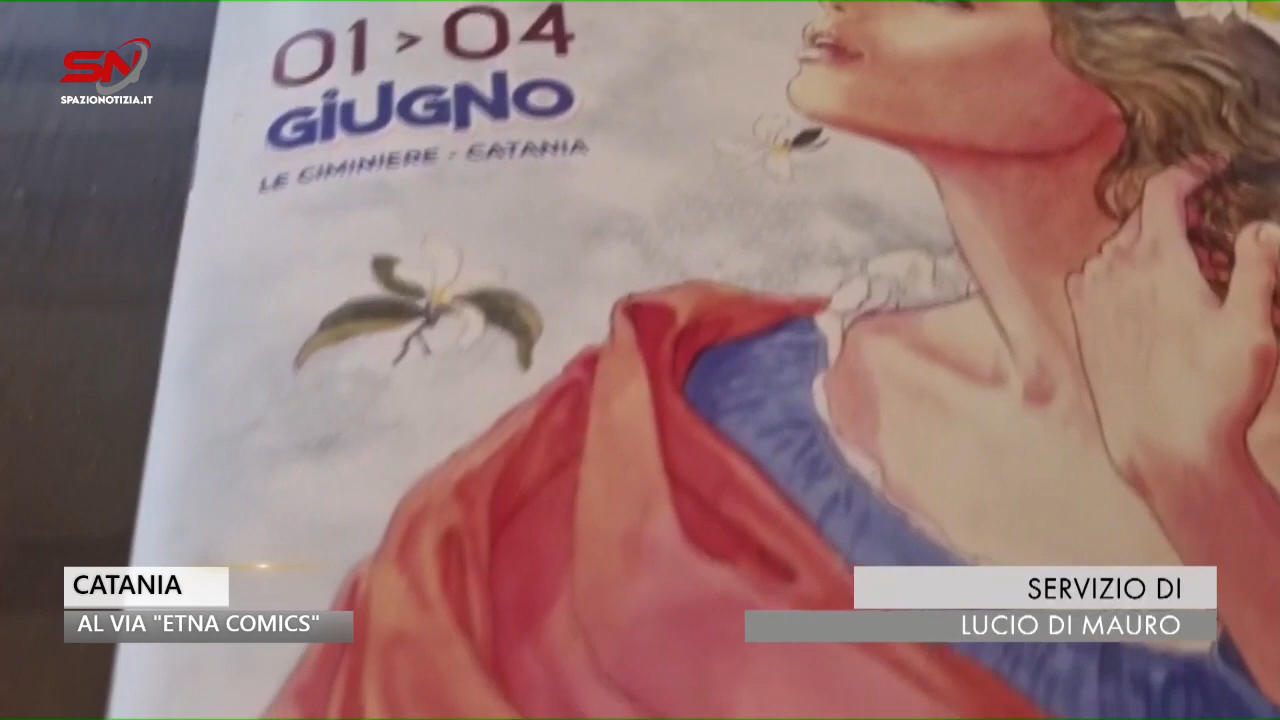 01 > 04
GiUGNO
LE CIMINIERE - CATANIA
SN
SPAZIONOTIZIA.IT
CATANIA
AL VIA "ETNA COMICS"
SERVIZIO DI
LUCIO DI MAURO